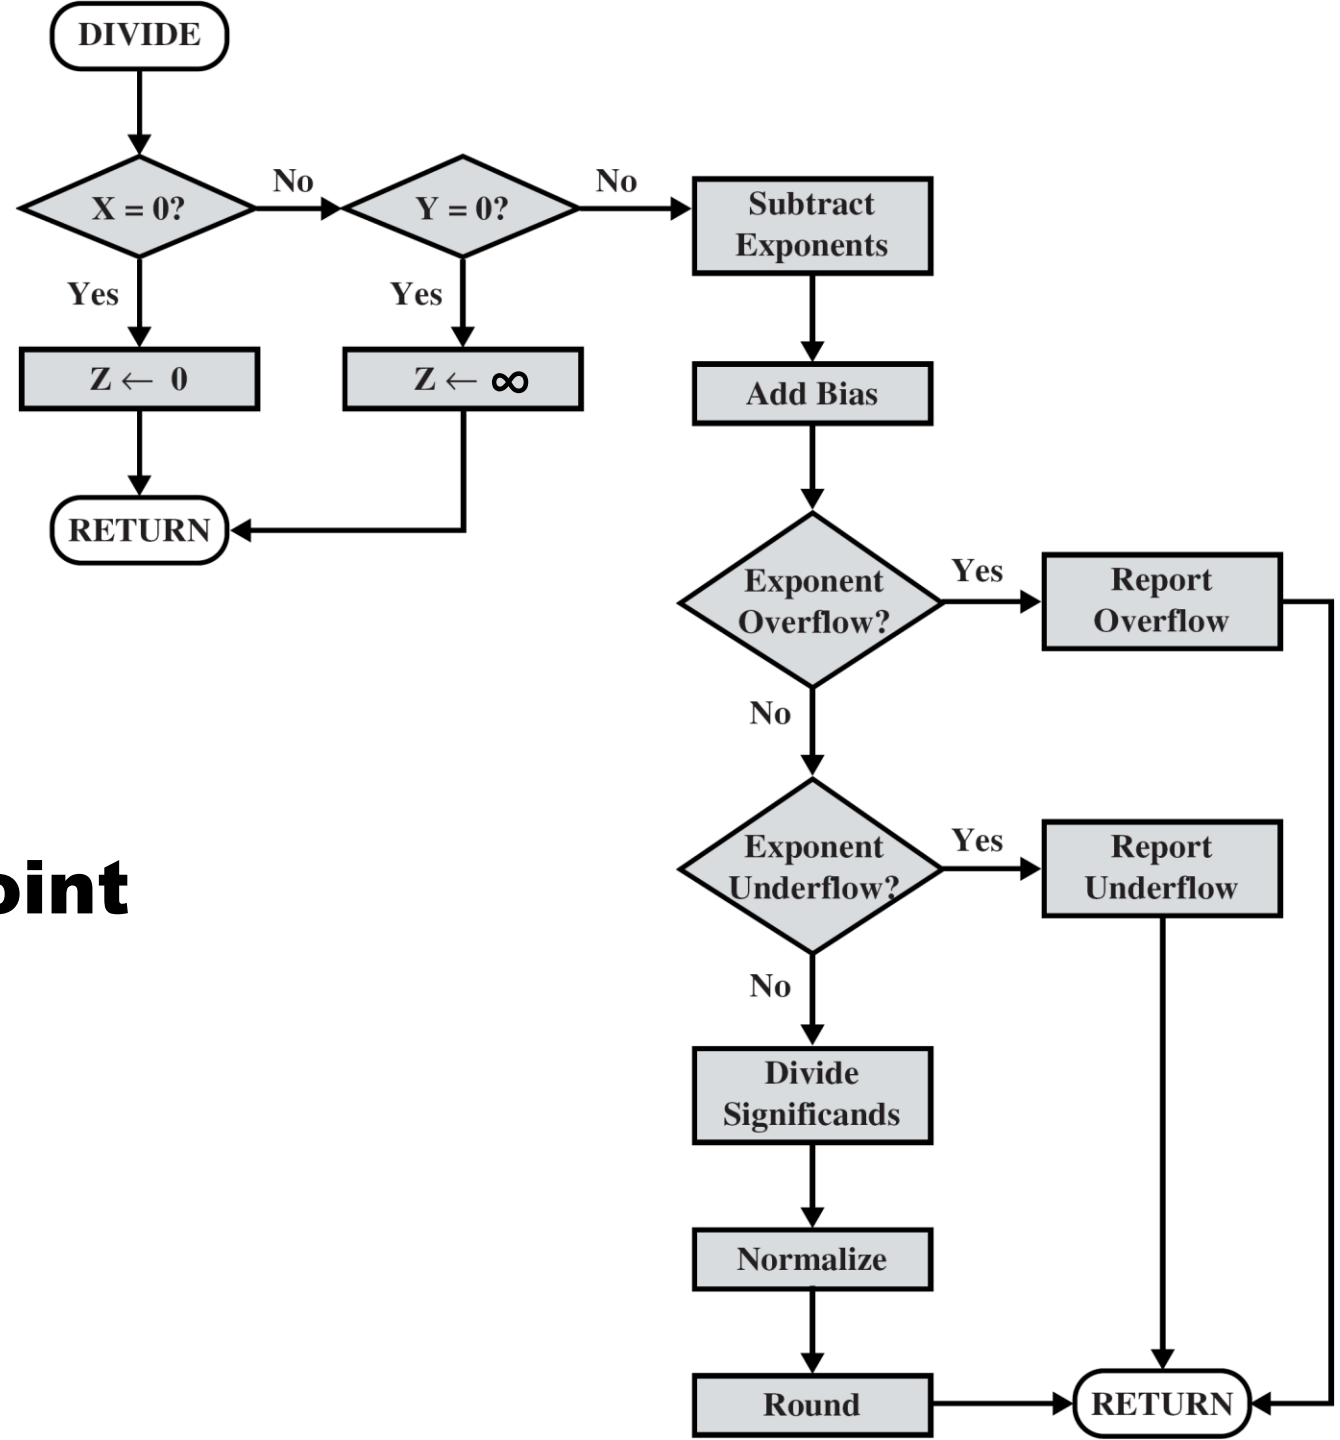 DIVIDE
X = 0?
No
Y = 0?
No
Subtract
Exponents
Yes
Yes
Z ← 0
Z ← ∞
Add Bias
RETURN
Exponent
Overflow?
Yes
Report
Overflow
No
Exponent
Underflow?
Yes
Report
Underflow
oint
No
Divide
Significands
Normalize
Round
RETURN